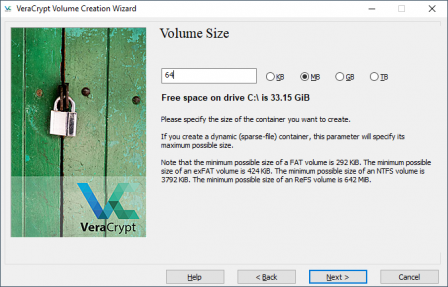 VeraCrypt Volume Creation Wizard
Volume Size
64
KB
MB
GB
TB
Free space on drive C:\ is 33.15 GiB
Please specify the size of the container you want to create.
If you create a dynamic (sparse-file) container, this parameter will specify its
maximum possible size.
Note that the minimum possible size of a FAT volume is 292 KiB. The minimum possible
size of an exFAT volume is 424 KiB. The minimum possible size of an NTFS volume is
3792 KiB. The minimum possible size of an ReFS volume is 642 MiB.
VeraCrypt
Help
< Back
Next >
Cancel